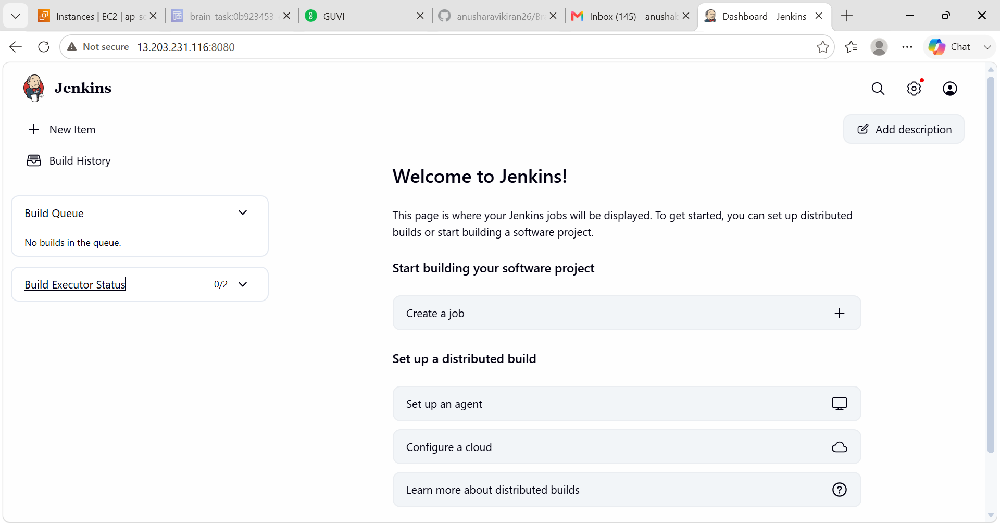 Instances | EC2 | ap-sc
brain-task:0b923453-
GUVI
anusharavikiran26/Br
Inbox (145) - anushab
Dashboard - Jenkins
Not secure
13.203.231.116:8080
Chat
Jenkins
New Item
Add description
Build History
Welcome to Jenkins!
Build Queue
This page is where your Jenkins jobs will be displayed. To get started, you can set up distributed
builds or start building a software project.
No builds in the queue.
Start building your software project
Build Executor Status
0/2
Create a job
Set up a distributed build
Set up an agent
Configure a cloud
Learn more about distributed builds